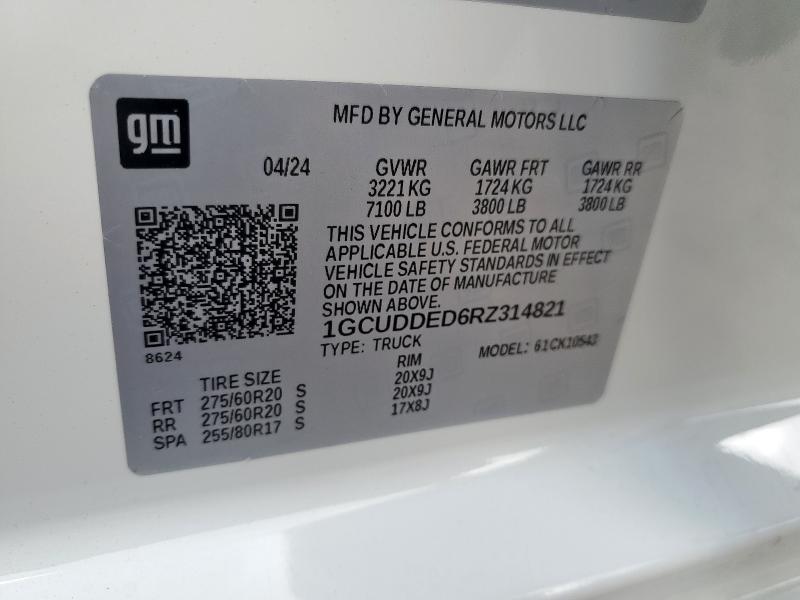 gm
MFD BY GENERAL MOTORS LLC
04/24 GVWR GAWR FRT GAWR RR
3221 KG 1724 KG 1724 KG
7100 LB 3800 LB 3800 LB
THIS VEHICLE CONFORMS TO ALL
APPLICABLE U.S. FEDERAL MOTOR
VEHICLE SAFETY STANDARDS IN EFFECT
ON THE DATE OF MANUFACTURE
SHOWN ABOVE.
1GCUDDED6RZ314821
8624
TYPE: TRUCK MODEL: 61CK10543
TIRE SIZE RIM
FRT 275/60R20 S 20X9J
RR 275/60R20 S 20X9J
SPA 255/80R17 S 17X8J